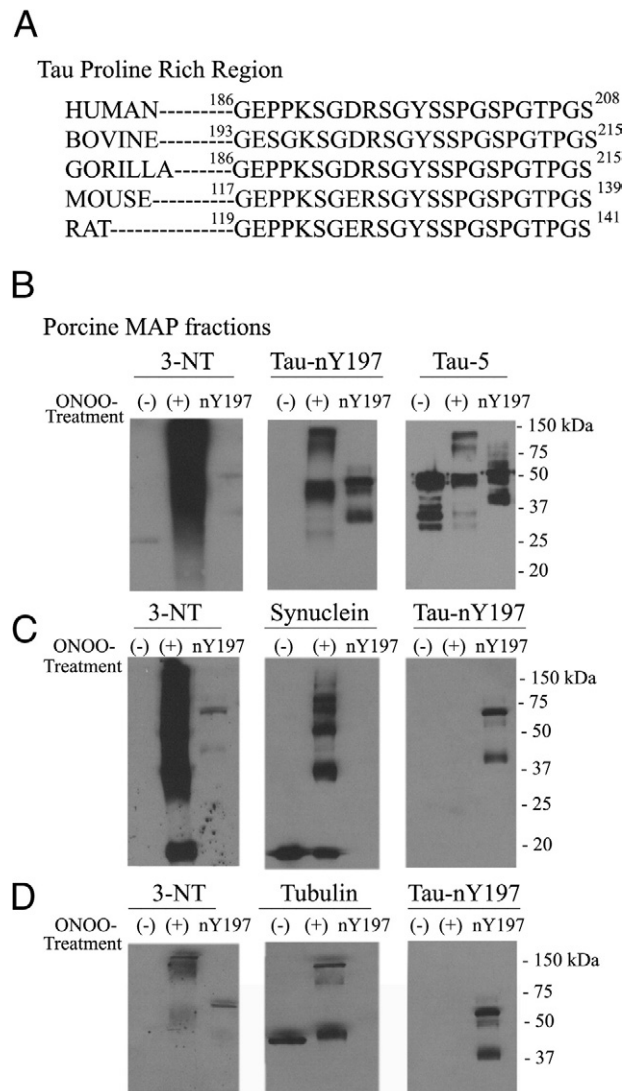 A
Tau Proline Rich Region
HUMAN---------186GEPPKSGDRSGYSSPGSPGTPGS208
BOVINE---------193GESGKSGDRSGYSSPGSPGTPGS215
GORILLA-------186GEPPKSGDRSGYSSPGSPGTPGS215
MOUSE---------117GEPPKSGERSGYSSPGSPGTPGS139
RAT--------------119GEPPKSGERSGYSSPGSPGTPGS141
B
Porcine MAP fractions
3-NT Tau-nY197 Tau-5
ONOO- (-) (+) nY197 (-) (+) nY197 (-) (+) nY197
Treatment
- 150 kDa
- 75
- 50
- 37
- 25
- 20
C
3-NT Synuclein Tau-nY197
ONOO- (-) (+) nY197 (-) (+) nY197 (-) (+) nY197
Treatment
- 150 kDa
- 75
- 50
- 37
- 25
- 20
D
3-NT Tubulin Tau-nY197
ONOO- (-) (+) nY197 (-) (+) nY197 (-) (+) nY197
Treatment
- 150 kDa
- 75
- 50
- 37